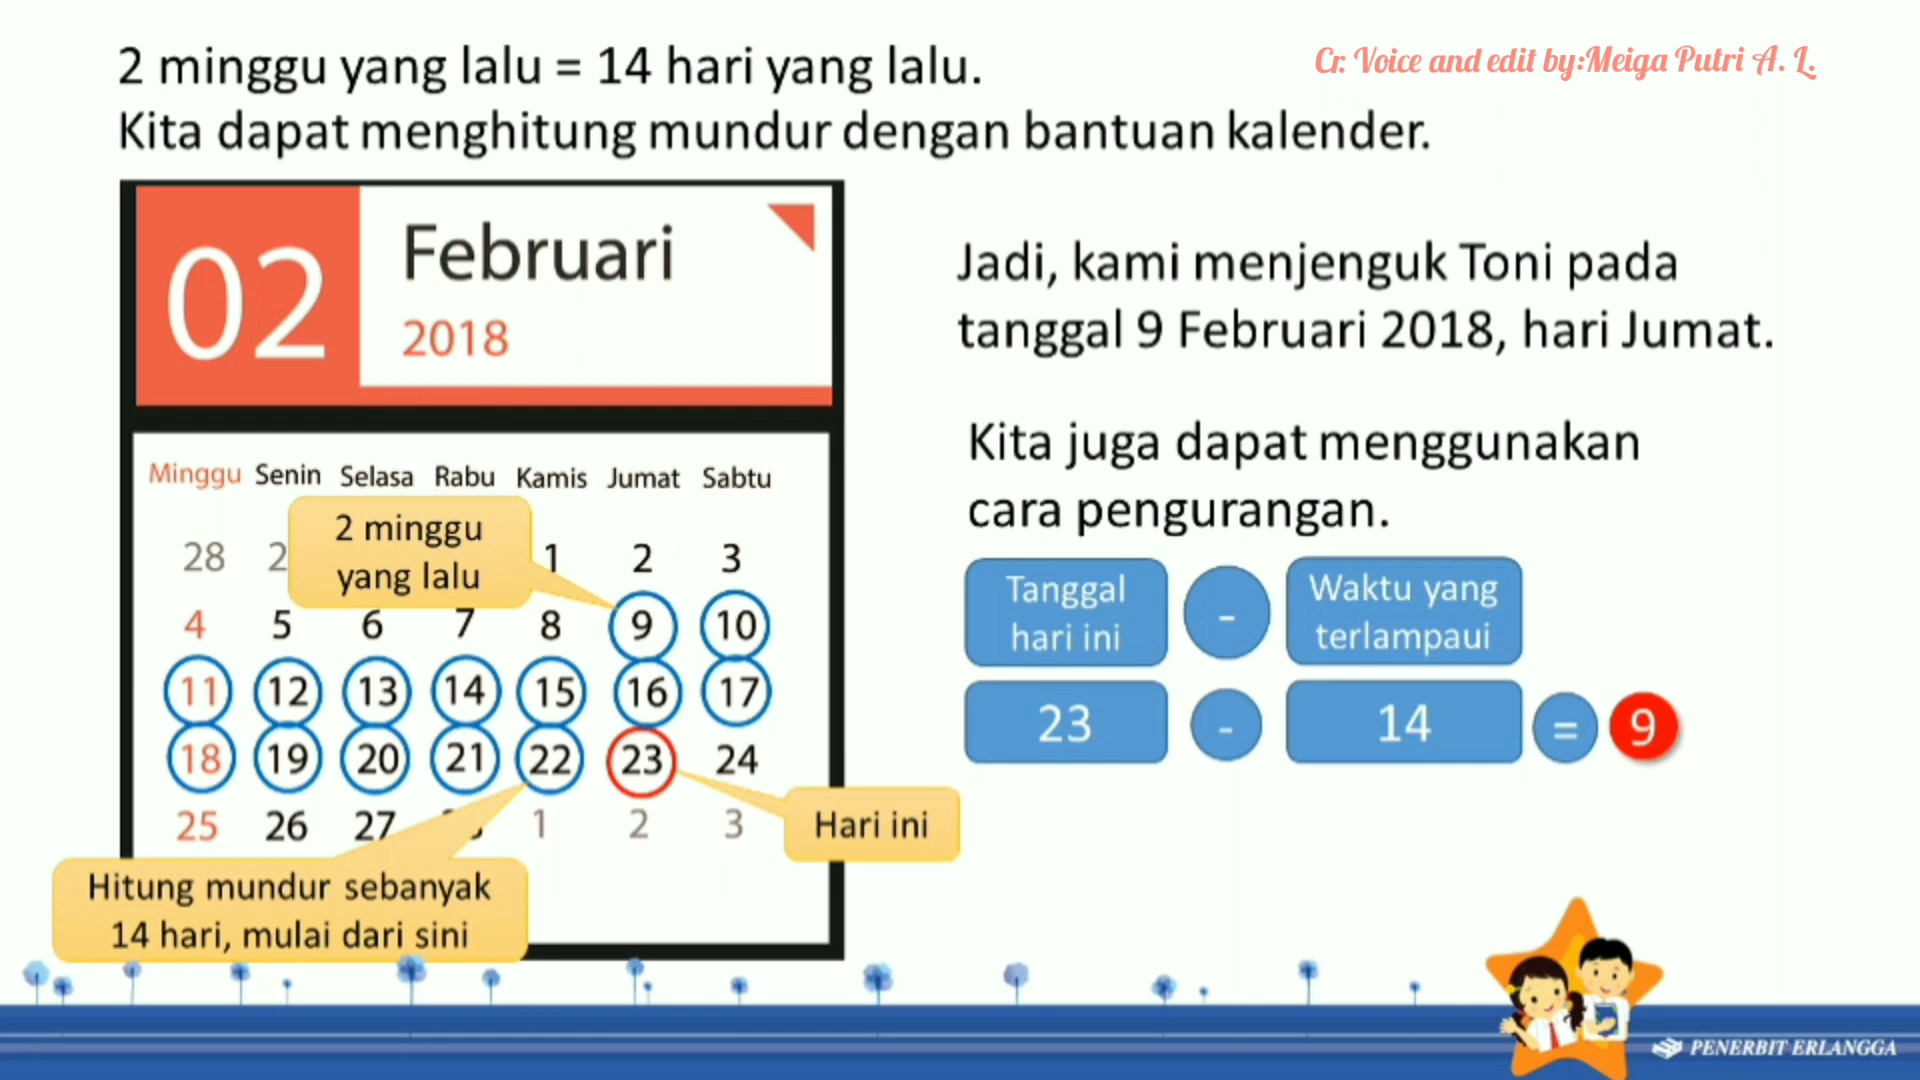 2 minggu yang lalu = 14 hari yang lalu.
Cr. Voice and edit by:Meiga Putri A. L.
Kita dapat menghitung mundur dengan bantuan kalender.
02
Februari
2018
Minggu Senin Selasa Rabu Kamis Jumat Sabtu
2 minggu
yang lalu
28 2 1 2 3
4 5 6 7 8 9 10
11 12 13 14 15 16 17
18 19 20 21 22 23 24
25 26 27 1 2 3
Hari ini
Hitung mundur sebanyak
14 hari, mulai dari sini
Jadi, kami menjenguk Toni pada
tanggal 9 Februari 2018, hari Jumat.
Kita juga dapat menggunakan
cara pengurangan.
Tanggal
hari ini
-
Waktu yang
terlampaui
23 - 14 = 9
PENERBIT ERLANGGA